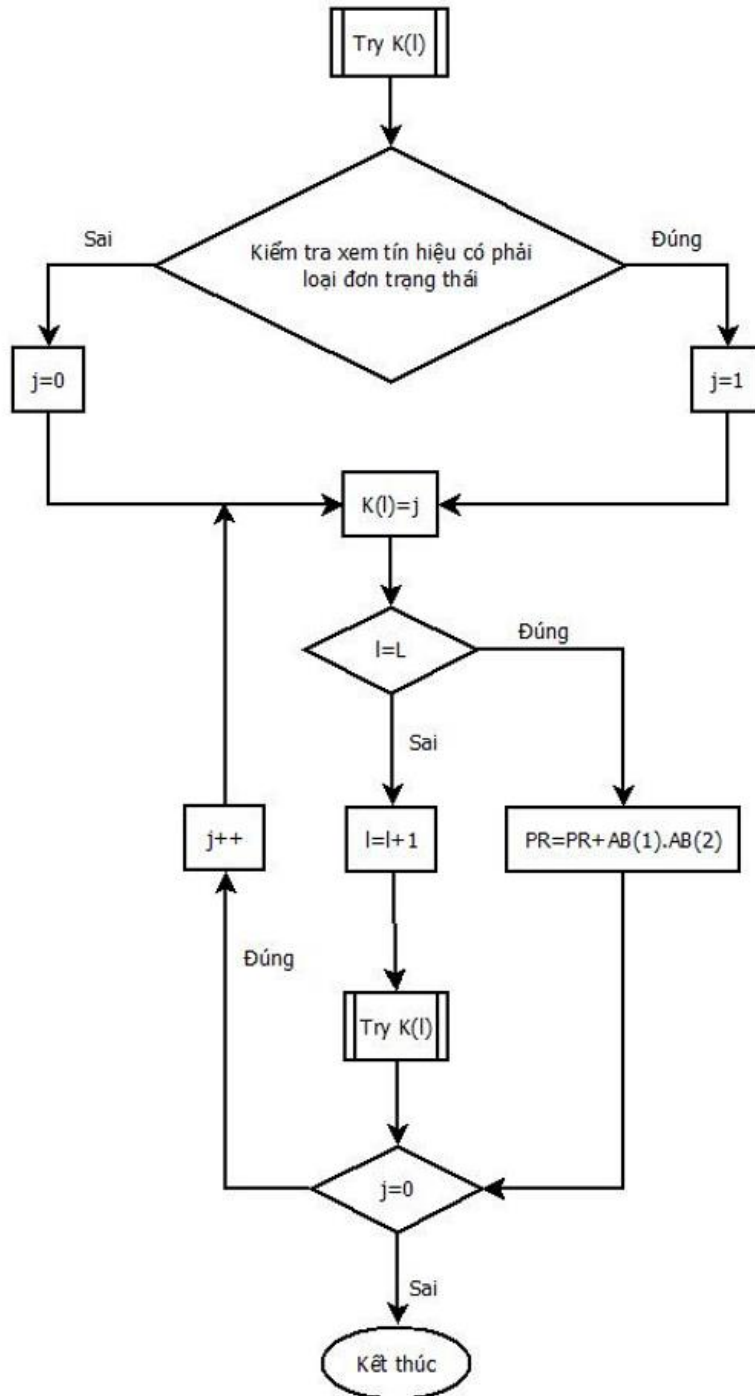 Try K(l)
Kiểm tra xem tín hiệu có phải
loại đơn trạng thái
Sai
Đúng
j=0
j=1
K(l)=j
l=L
Đúng
Sai
j++
l=l+1
PR=PR+AB(1).AB(2)
Đúng
Try K(l)
j=0
Sai
Kết thúc